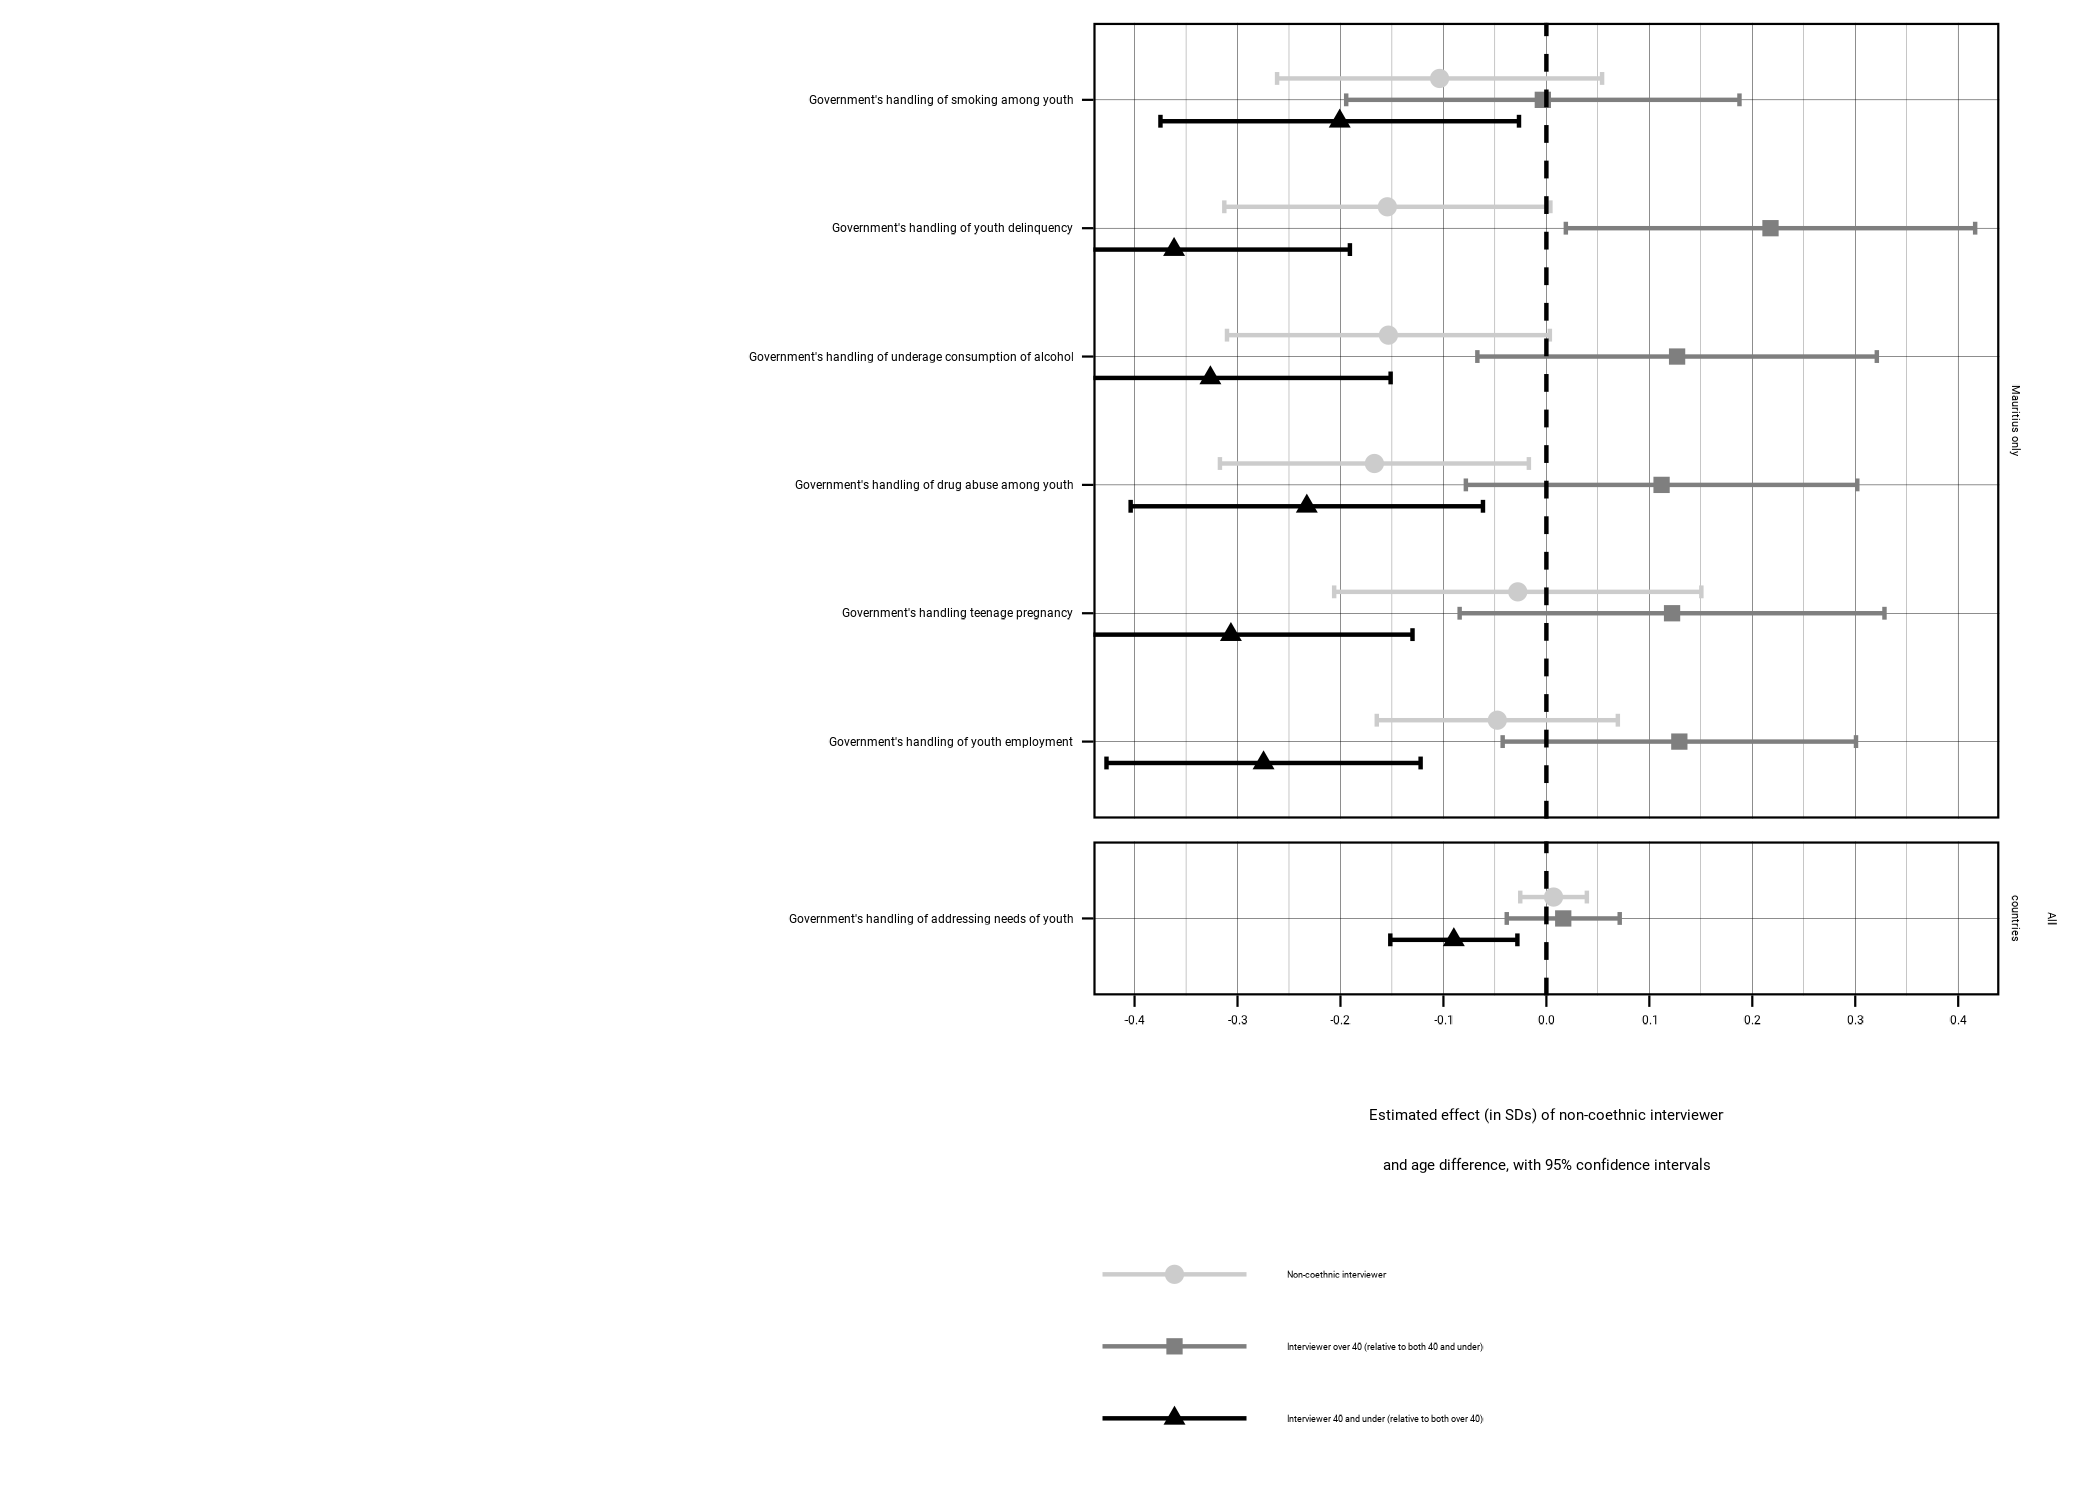 Government's handling of smoking among youth
Government's handling of youth delinquency
Government's handling of underage consumption of alcohol
Government's handling of drug abuse among youth
Government's handling teenage pregnancy
Government's handling of youth employment
Mauritius only
Government's handling of addressing needs of youth
All
countries
-0.4 -0.3 -0.2 -0.1 0.0 0.1 0.2 0.3 0.4
Estimated effect (in SDs) of non-coethnic interviewer
and age difference, with 95% confidence intervals
Non-coethnic interviewer
Interviewer over 40 (relative to both 40 and under)
Interviewer 40 and under (relative to both over 40)